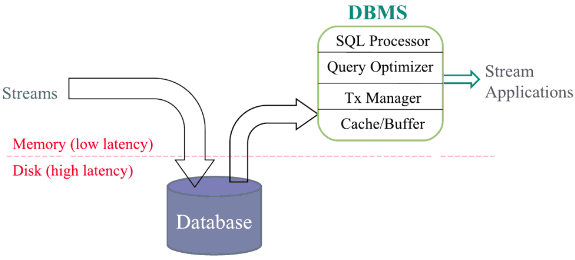 DBMS
SQL Processor
Query Optimizer
Tx Manager
Cache/Buffer
Stream
Applications
Streams
Memory (low latency)
Disk (high latency)
Database